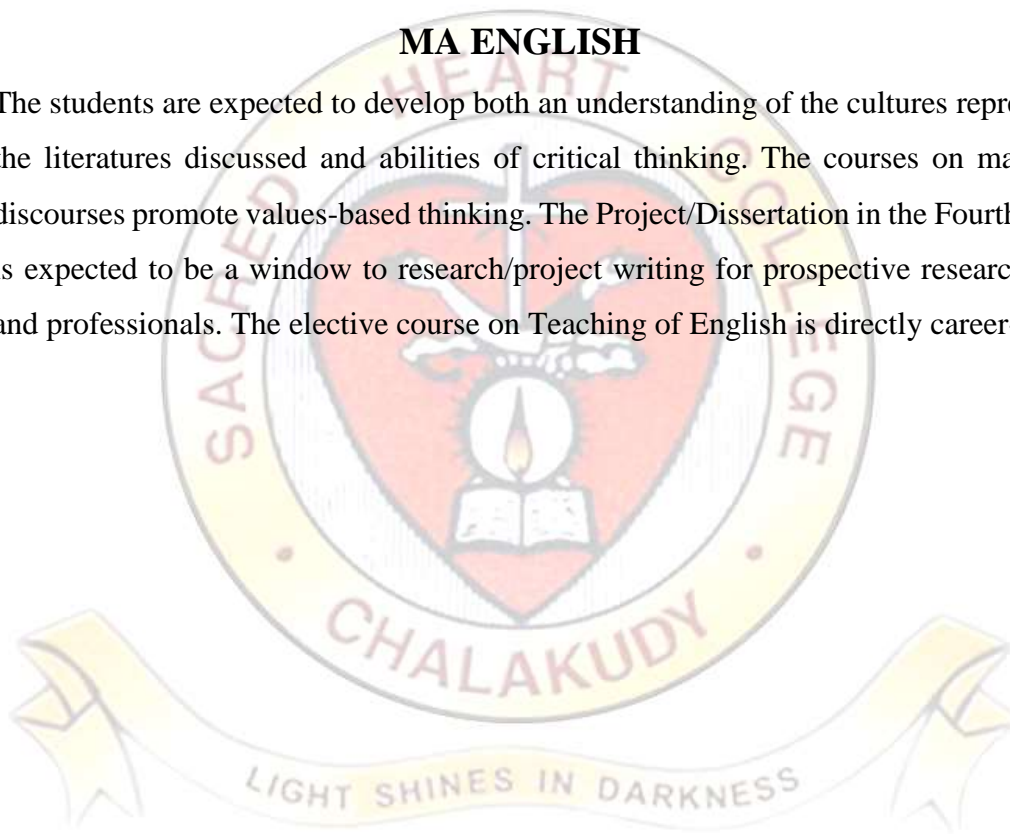 MA ENGLISH
The students are expected to develop both an understanding of the cultures
the literatures discussed and abilities of critical thinking. The courses on
discourses promote values-based thinking. The Project/Dissertation in the Fourth
is expected to be a window to research/project writing for prospective
and professionals. The elective course on Teaching of English is directly
SACRED HEART COLLEGE
CHALAKUDY
LIGHT SHINES IN DARKNESS